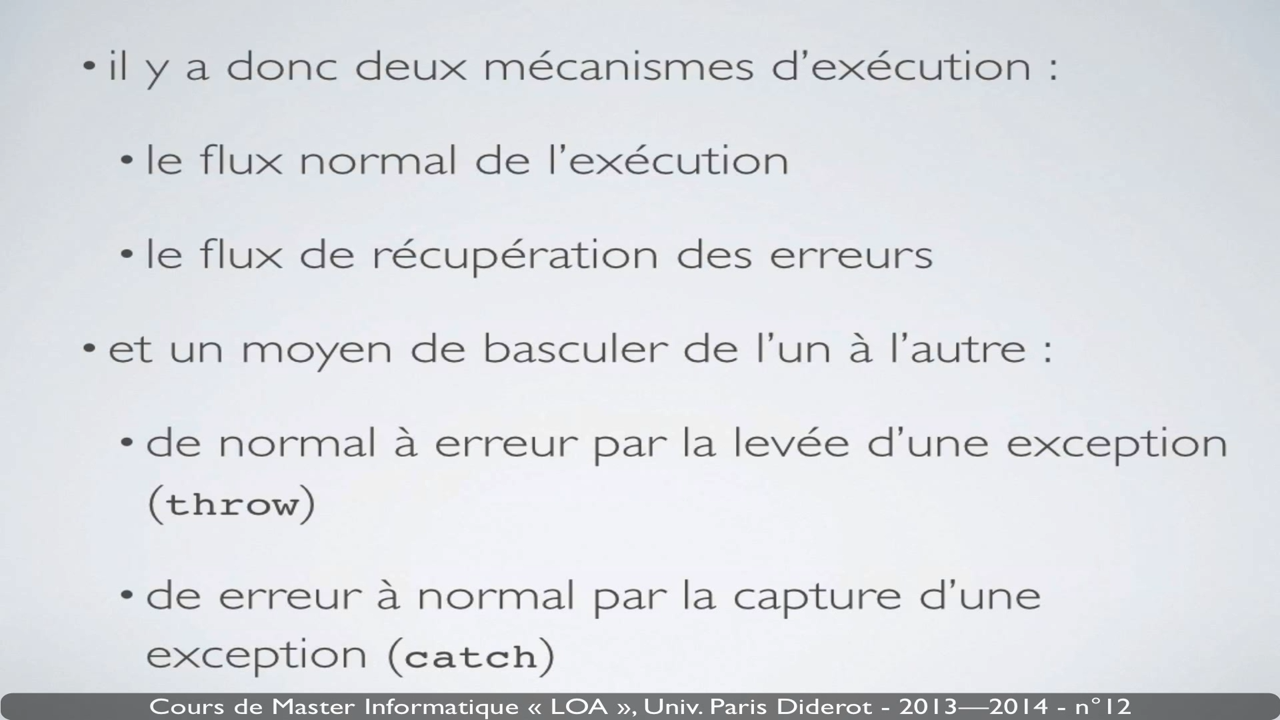 • il y a donc deux mécanismes d’exécution :
• le flux normal de l’exécution
• le flux de récupération des erreurs
• et un moyen de basculer de l’un à l’autre :
• de normal à erreur par la levée d’une exception
(throw)
• de erreur à normal par la capture d’une
exception (catch)
Cours de Master Informatique « LOA », Univ. Paris Diderot - 2013—2014 - n°12